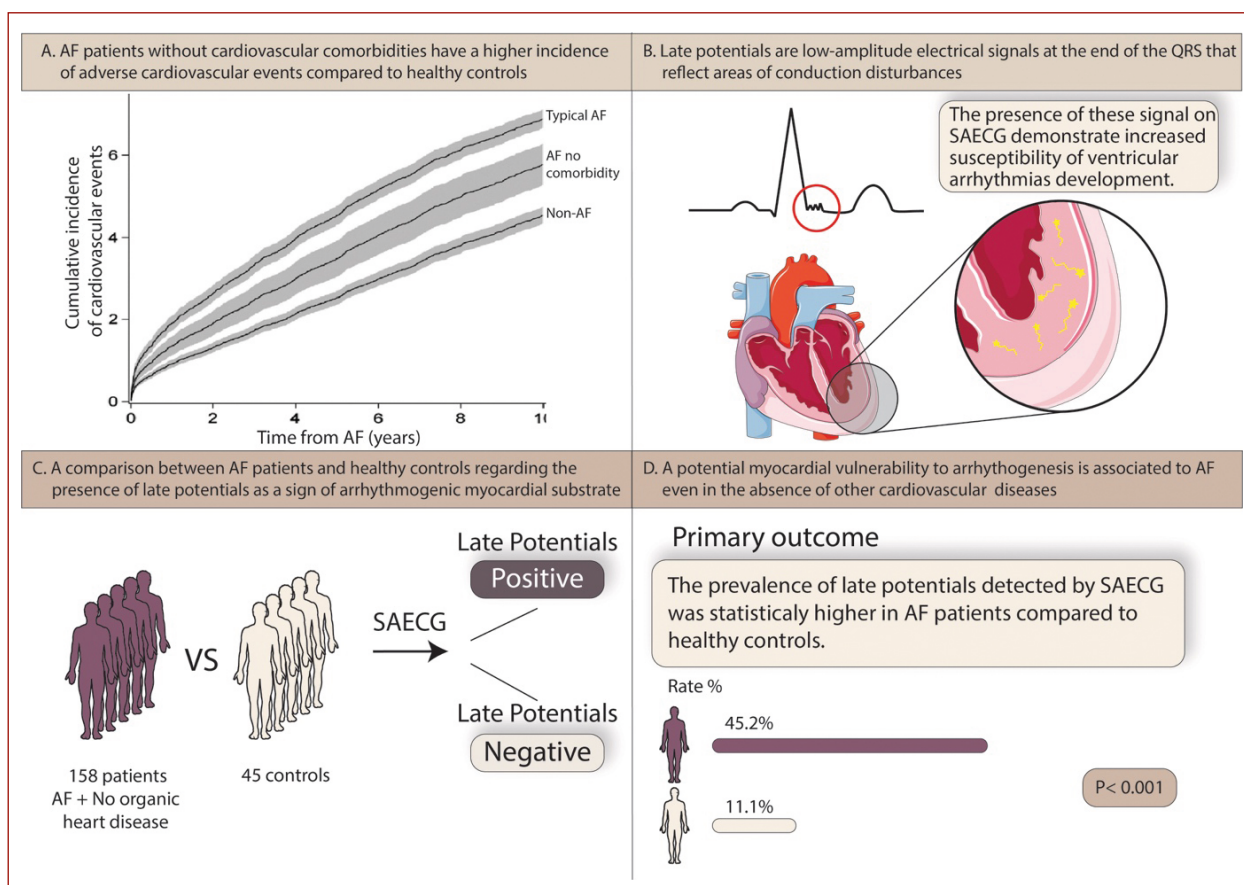 A. AF patients without cardiovascular comorbidities have a higher incidence
of adverse cardiovascular events compared to healthy controls
Typical AF
AF no
comorbidity
Non-AF
Cumulative incidence
of cardiovascular events
6
4
2
0
0 2 4 6 8 10
Time from AF (years)
B. Late potentials are low-amplitude electrical signals at the end of the QRS that
reflect areas of conduction disturbances
The presence of these signal on
SAECG demonstrate increased
susceptibility of ventricular
arrhythmias development.
C. A comparison between AF patients and healthy controls regarding the
presence of late potentials as a sign of arrhythmogenic myocardial substrate
VS
158 patients
AF + No organic
heart disease
45 controls
SAECG
Late Potentials
Positive
Late Potentials
Negative
D. A potential myocardial vulnerability to arrhythogenesis is associated to AF
even in the absence of other cardiovascular diseases
Primary outcome
The prevalence of late potentials detected by SAECG
was statisticaly higher in AF patients compared to
healthy controls.
Rate %
45.2%
11.1%
P< 0.001